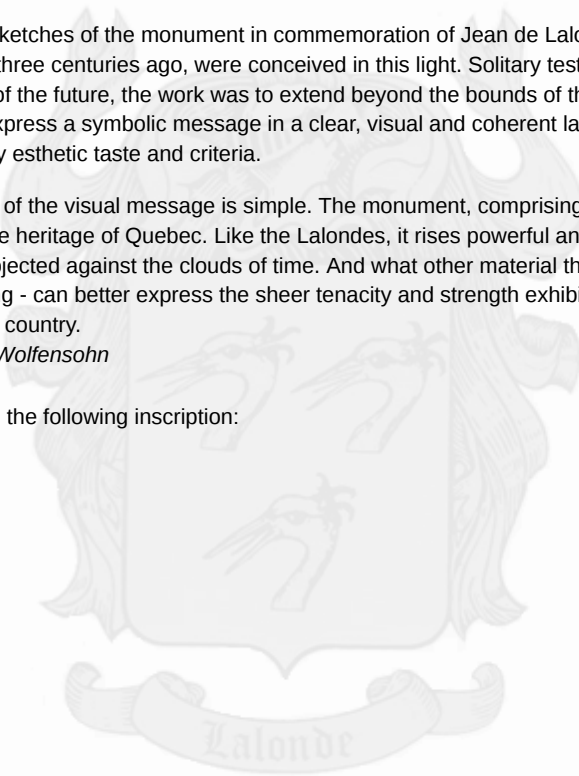 ketches of the monument in commemoration of Jean de Lalo
three centuries ago, were conceived in this light. Solitary test
of the future, the work was to extend beyond the bounds of th
xpress a symbolic message in a clear, visual and coherent la
y esthetic taste and criteria.
of the visual message is simple. The monument, comprising
e heritage of Quebec. Like the Lalondes, it rises powerful an
ojected against the clouds of time. And what other material th
g - can better express the sheer tenacity and strength exhibi
country.
Wolfensohn
the following inscription:
Lalonde